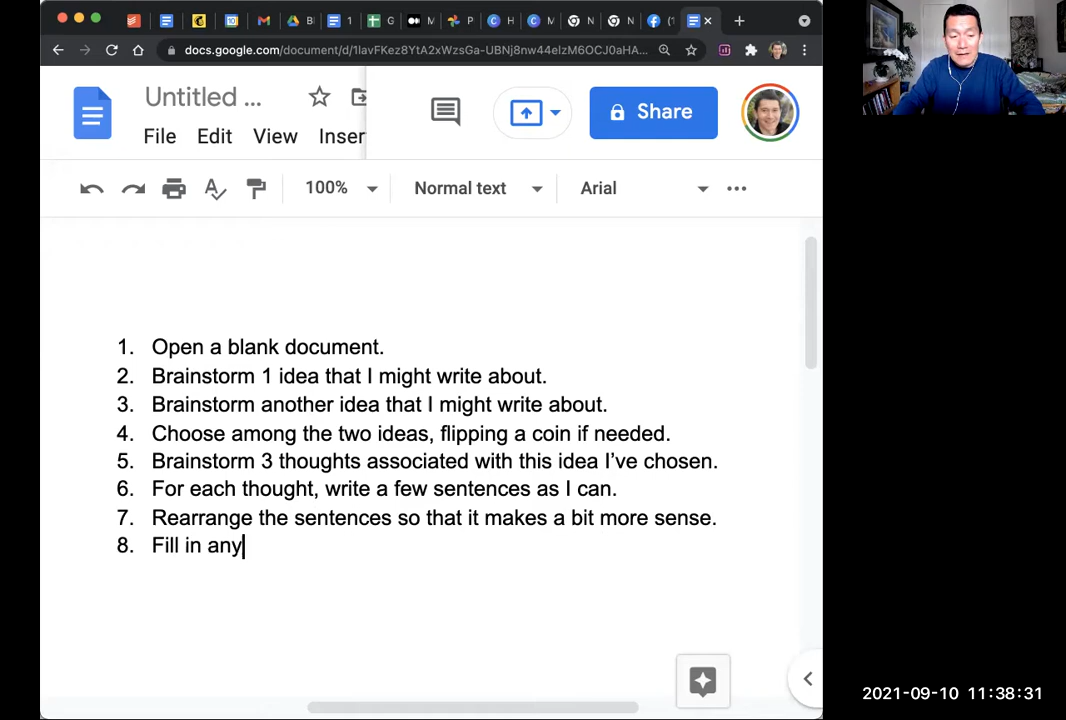 B
1
G
M
P
H
M
N
N
(1
docs.google.com/document/d/1lavFKez8YtA2xWzsGa-UBNj8nw44elzM6OCJ0aHA...
Untitled ...
Share
File Edit View Inser
100% Normal text Arial
1. Open a blank document.
2. Brainstorm 1 idea that I might write about.
3. Brainstorm another idea that I might write about.
4. Choose among the two ideas, flipping a coin if needed.
5. Brainstorm 3 thoughts associated with this idea I’ve chosen.
6. For each thought, write a few sentences as I can.
7. Rearrange the sentences so that it makes a bit more sense.
8. Fill in any
2021-09-10 11:38:31